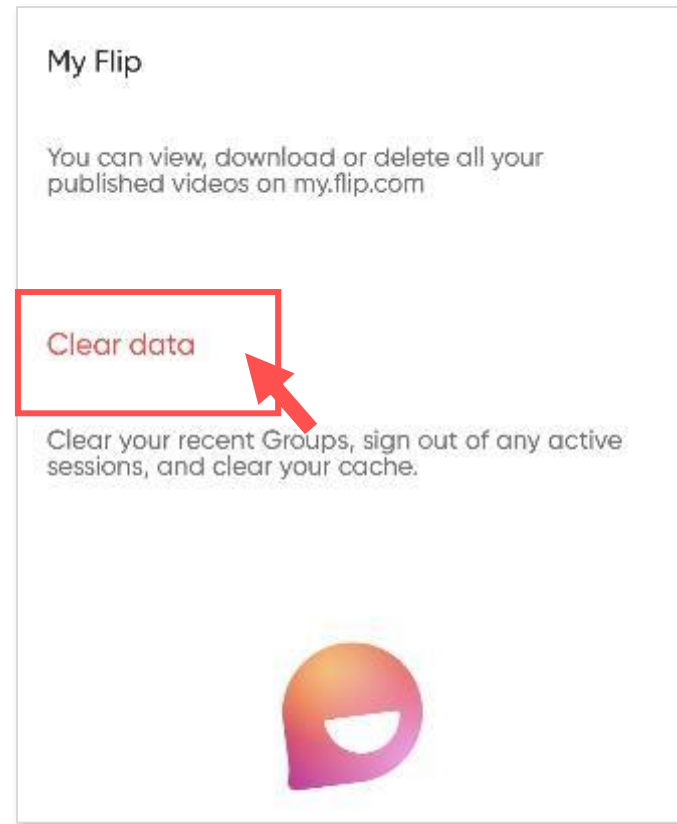 My Flip
You can view, download or delete all your
published videos on my.flip.com
Clear data
Clear your recent Groups, sign out of any active
sessions, and clear your cache.